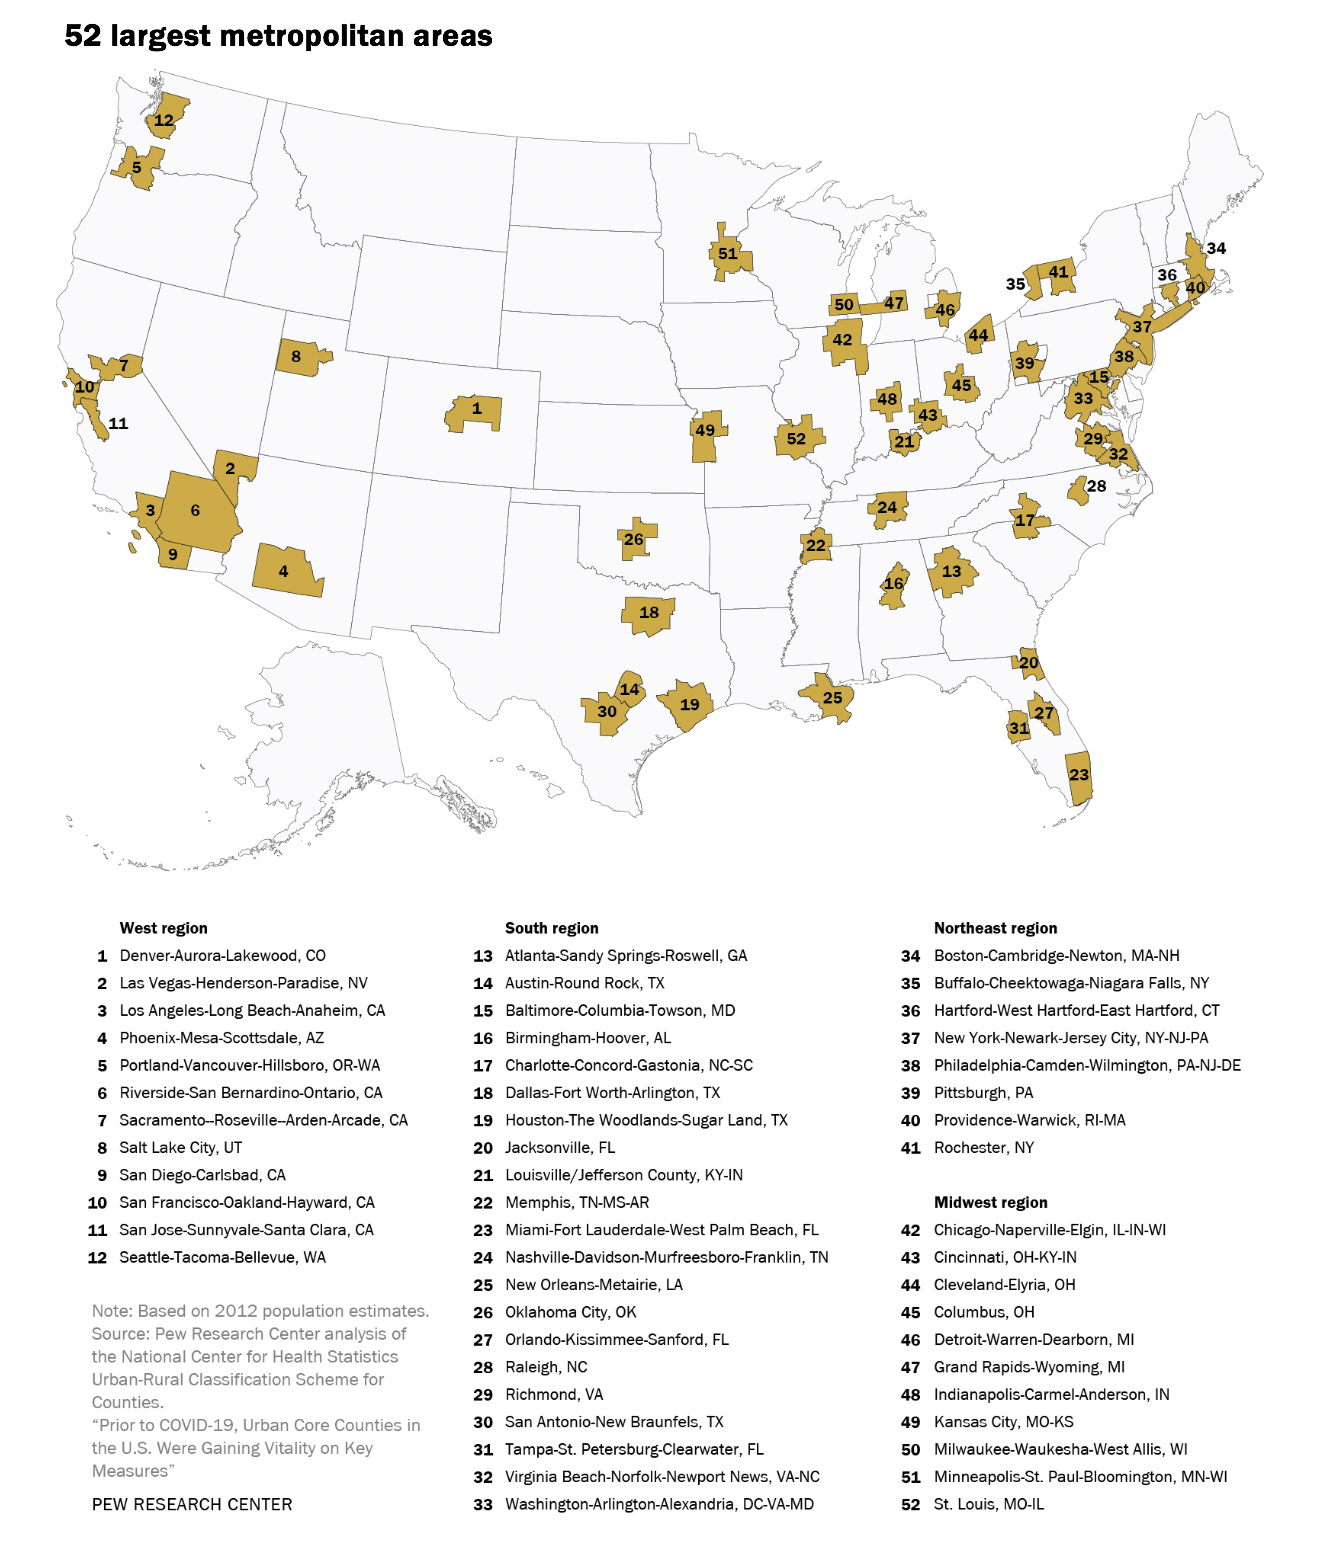 52 largest metropolitan areas
12
5
51
34
41
36
35
40
50
47
46
37
42
44
8
7
38
39
15
10
45
33
48
1
43
11
49
52
29
21
32
2
28
24
3
6
17
26
22
9
4
13
16
18
20
14
25
19
30
27
31
23
West region
1 Denver-Aurora-Lakewood, CO
2 Las Vegas-Henderson-Paradise, NV
3 Los Angeles-Long Beach-Anaheim, CA
4 Phoenix-Mesa-Scottsdale, AZ
5 Portland-Vancouver-Hillsboro, OR-WA
6 Riverside-San Bernardino-Ontario, CA
7 Sacramento--Roseville--Arden-Arcade, CA
8 Salt Lake City, UT
9 San Diego-Carlsbad, CA
10 San Francisco-Oakland-Hayward, CA
11 San Jose-Sunnyvale-Santa Clara, CA
12 Seattle-Tacoma-Bellevue, WA
Note: Based on 2012 population estimates.
Source: Pew Research Center analysis of
the National Center for Health Statistics
Urban-Rural Classification Scheme for
Counties.
“Prior to COVID-19, Urban Core Counties in
the U.S. Were Gaining Vitality on Key
Measures”
PEW RESEARCH CENTER
South region
13 Atlanta-Sandy Springs-Roswell, GA
14 Austin-Round Rock, TX
15 Baltimore-Columbia-Towson, MD
16 Birmingham-Hoover, AL
17 Charlotte-Concord-Gastonia, NC-SC
18 Dallas-Fort Worth-Arlington, TX
19 Houston-The Woodlands-Sugar Land, TX
20 Jacksonville, FL
21 Louisville/Jefferson County, KY-IN
22 Memphis, TN-MS-AR
23 Miami-Fort Lauderdale-West Palm Beach, FL
24 Nashville-Davidson-Murfreesboro-Franklin, TN
25 New Orleans-Metairie, LA
26 Oklahoma City, OK
27 Orlando-Kissimmee-Sanford, FL
28 Raleigh, NC
29 Richmond, VA
30 San Antonio-New Braunfels, TX
31 Tampa-St. Petersburg-Clearwater, FL
32 Virginia Beach-Norfolk-Newport News, VA-NC
33 Washington-Arlington-Alexandria, DC-VA-MD
Northeast region
34 Boston-Cambridge-Newton, MA-NH
35 Buffalo-Cheektowaga-Niagara Falls, NY
36 Hartford-West Hartford-East Hartford, CT
37 New York-Newark-Jersey City, NY-NJ-PA
38 Philadelphia-Camden-Wilmington, PA-NJ-DE
39 Pittsburgh, PA
40 Providence-Warwick, RI-MA
41 Rochester, NY
Midwest region
42 Chicago-Naperville-Elgin, IL-IN-WI
43 Cincinnati, OH-KY-IN
44 Cleveland-Elyria, OH
45 Columbus, OH
46 Detroit-Warren-Dearborn, MI
47 Grand Rapids-Wyoming, MI
48 Indianapolis-Carmel-Anderson, IN
49 Kansas City, MO-KS
50 Milwaukee-Waukesha-West Allis, WI
51 Minneapolis-St. Paul-Bloomington, MN-WI
52 St. Louis, MO-IL